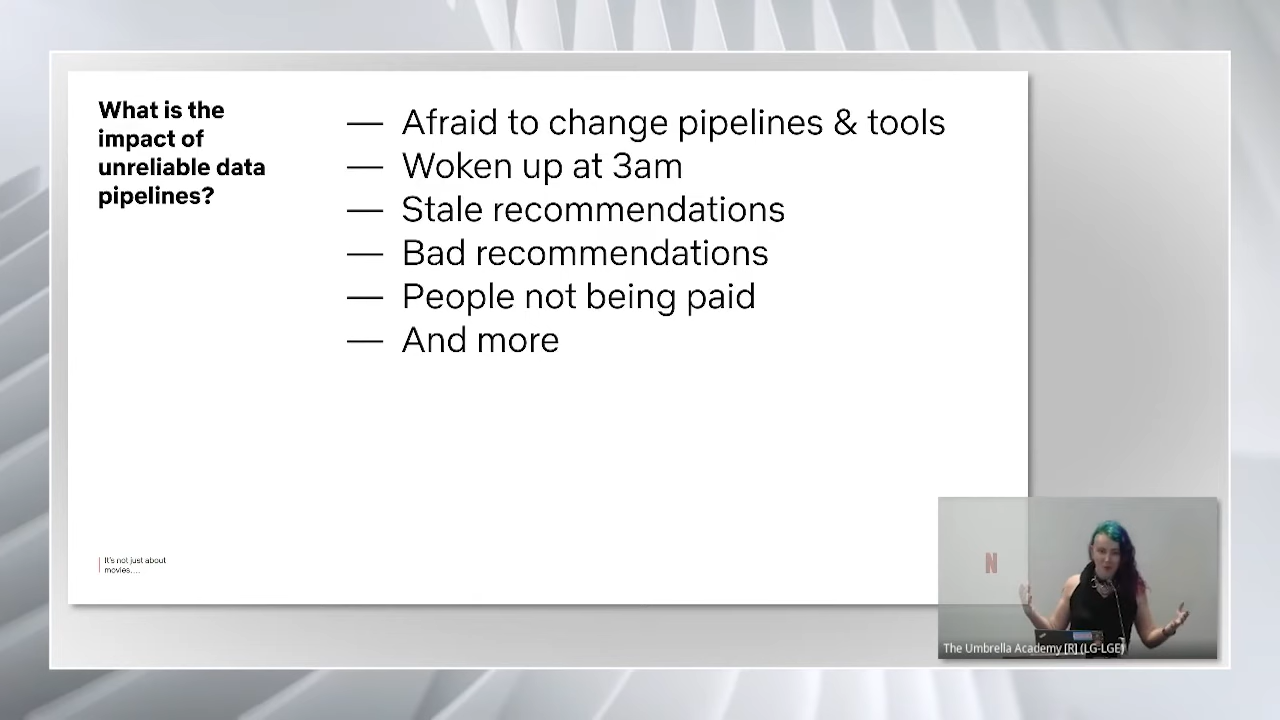 What is the
impact of
unreliable data
pipelines?
— Afraid to change pipelines & tools
— Woken up at 3am
— Stale recommendations
— Bad recommendations
— People not being paid
— And more
It's not just about
movies....
N
The Umbrella Academy [R] (LG-LGE)